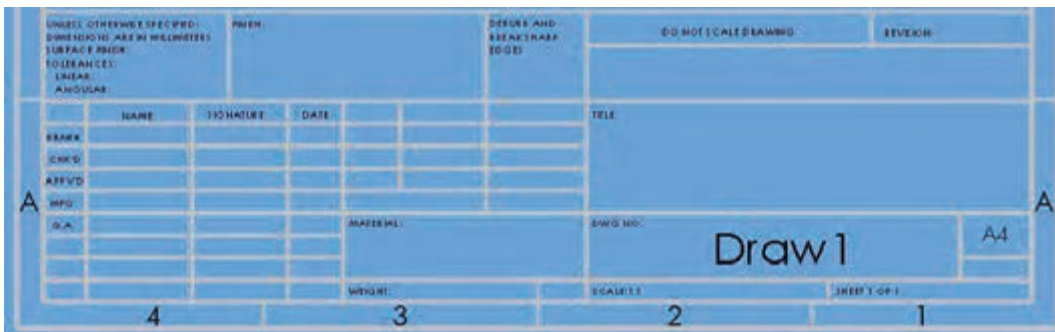 UNLESS OTHERWISE SPECIFIED:
DIMENSIONS ARE IN MILLIMETERS
SURFACE FINISH:
TOLERANCES:
LINEAR:
ANGULAR:
FINISH:
DEBURR AND
BREAK SHARP
EDGES
DO NOT SCALE DRAWING
REVISION
NAME
SIGNATURE
DATE
TITLE:
DRAWN
CHK'D
APPV'D
MFG
Q.A
MATERIAL:
DWG NO.
Draw1
A4
WEIGHT:
SCALE:1:1
SHEET 1 OF 1
A
A
4
3
2
1